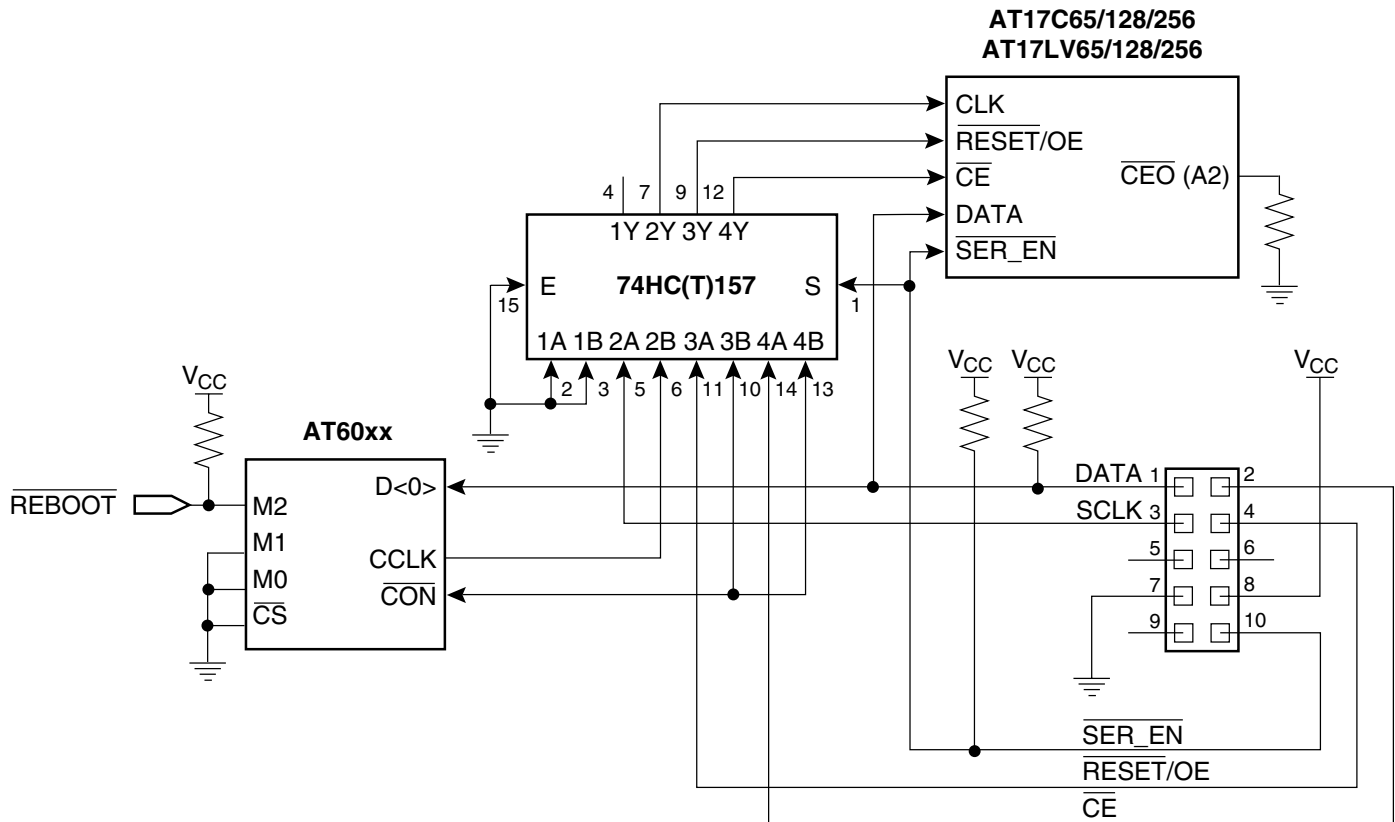 AT17C65/128/256
AT17LV65/128/256
CLK
RESET/OE
CE
CEO (A2)
DATA
SER_EN
4 7 9 12
1Y 2Y 3Y 4Y
E 74HC(T)157 S
15 1
1A 1B 2A 2B 3A 3B 4A 4B
2 3 5 6 11 10 14 13
VCC
VCC VCC VCC
AT60xx
REBOOT
M2
M1
M0
CS
D<0>
CCLK
CON
DATA 1 2
SCLK 3 4
5 6
7 8
9 10
SER_EN
RESET/OE
CE